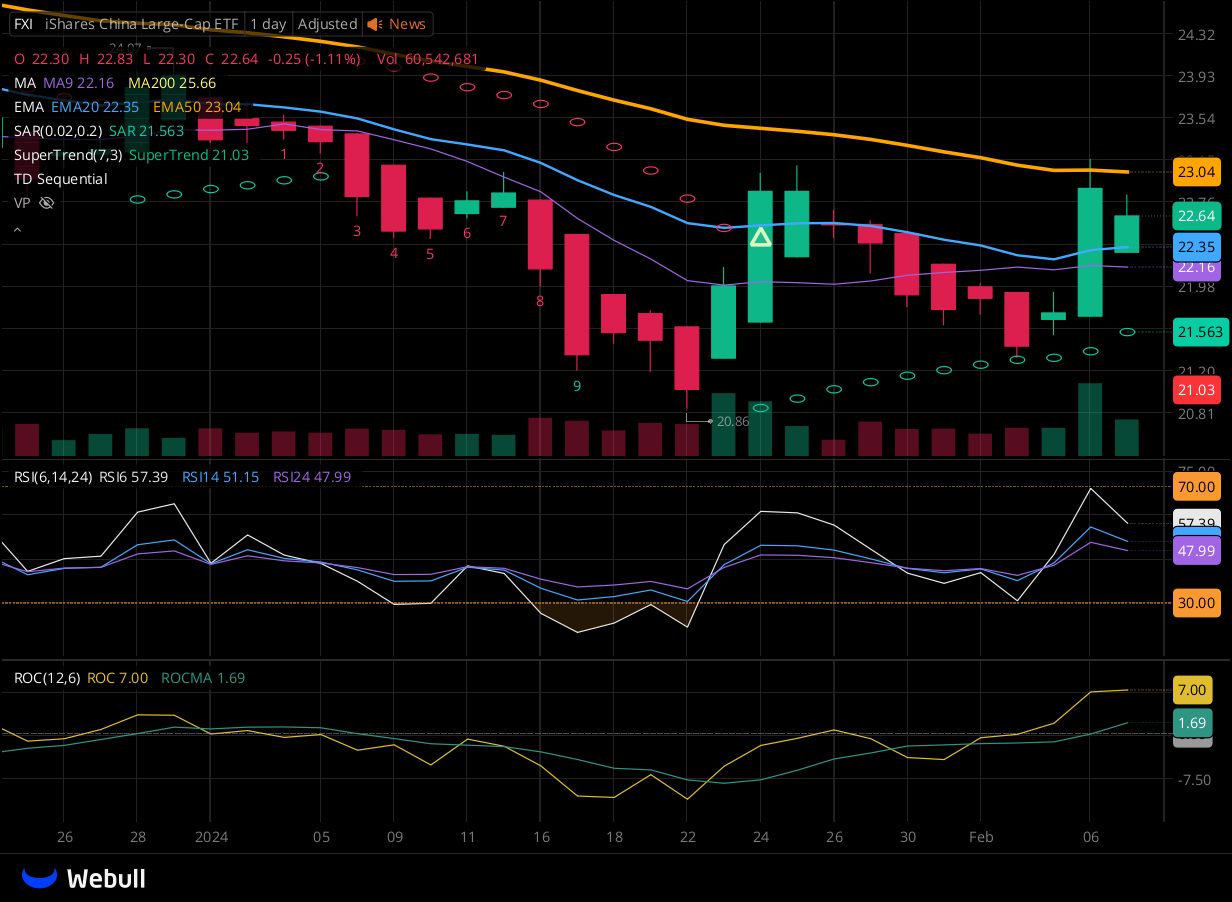 FXI iShares China Large-Cap ETF 1 day Adjusted News
24.32
24.07
O 22.30 H 22.83 L 22.30 C 22.64 -0.25 (-1.11%) Vol 60,542,681
23.93
MA MA9 22.16 MA200 25.66
EMA EMA20 22.35 EMA50 23.04
23.54
SAR(0.02,0.2) SAR 21.563
SuperTrend(7,3) SuperTrend 21.03
1
2
23.04
TD Sequential
VP
22.76
22.64
3
4
5
6
7
22.35
22.16
21.98
8
21.563
21.20
9
21.03
20.86
20.81
RSI(6,14,24) RSI6 57.39 RSI14 51.15 RSI24 47.99
75.00
70.00
57.39
47.99
30.00
ROC(12,6) ROC 7.00 ROCMA 1.69
7.00
1.69
-7.50
26 28 2024 05 09 11 16 18 22 24 26 30 Feb 06
Webull